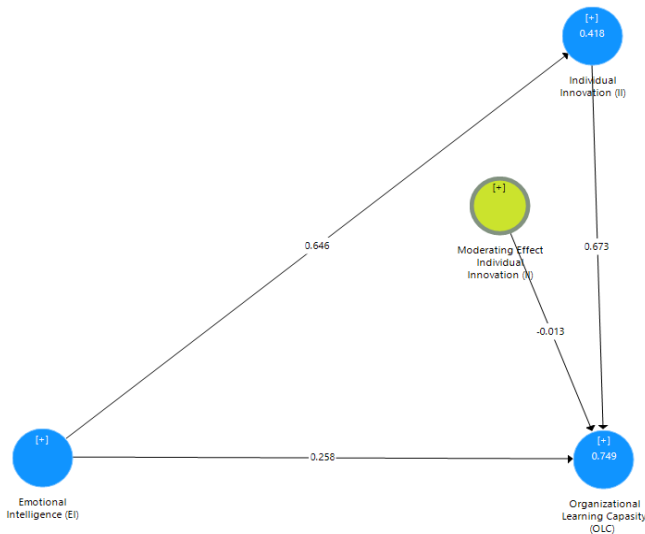 [+]
0.418
Individual
Innovation (II)
[+]
Moderating Effect
Individual
Innovation (II)
0.646
0.673
-0.013
[+]
Emotional
Intelligence (EI)
0.258
[+]
0.749
Organizational
Learning Capasity
(OLC)